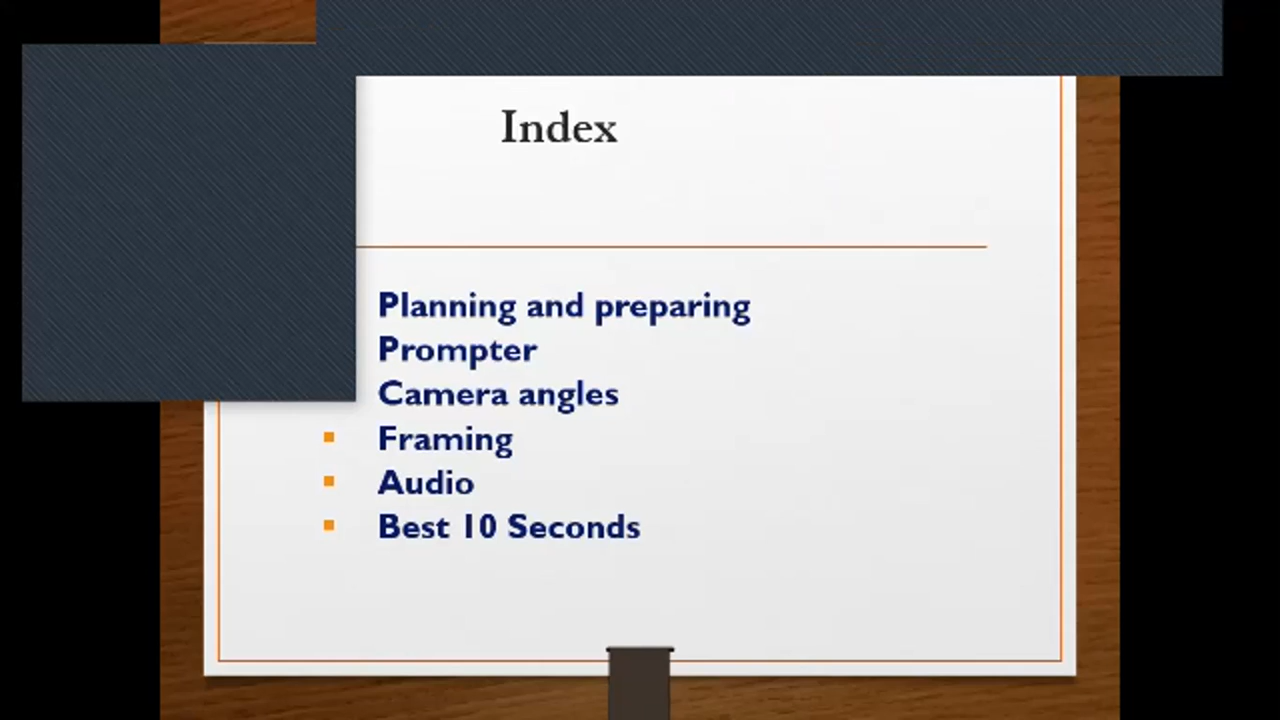 Index
Planning and preparing
Prompter
Camera angles
Framing
Audio
Best 10 Seconds